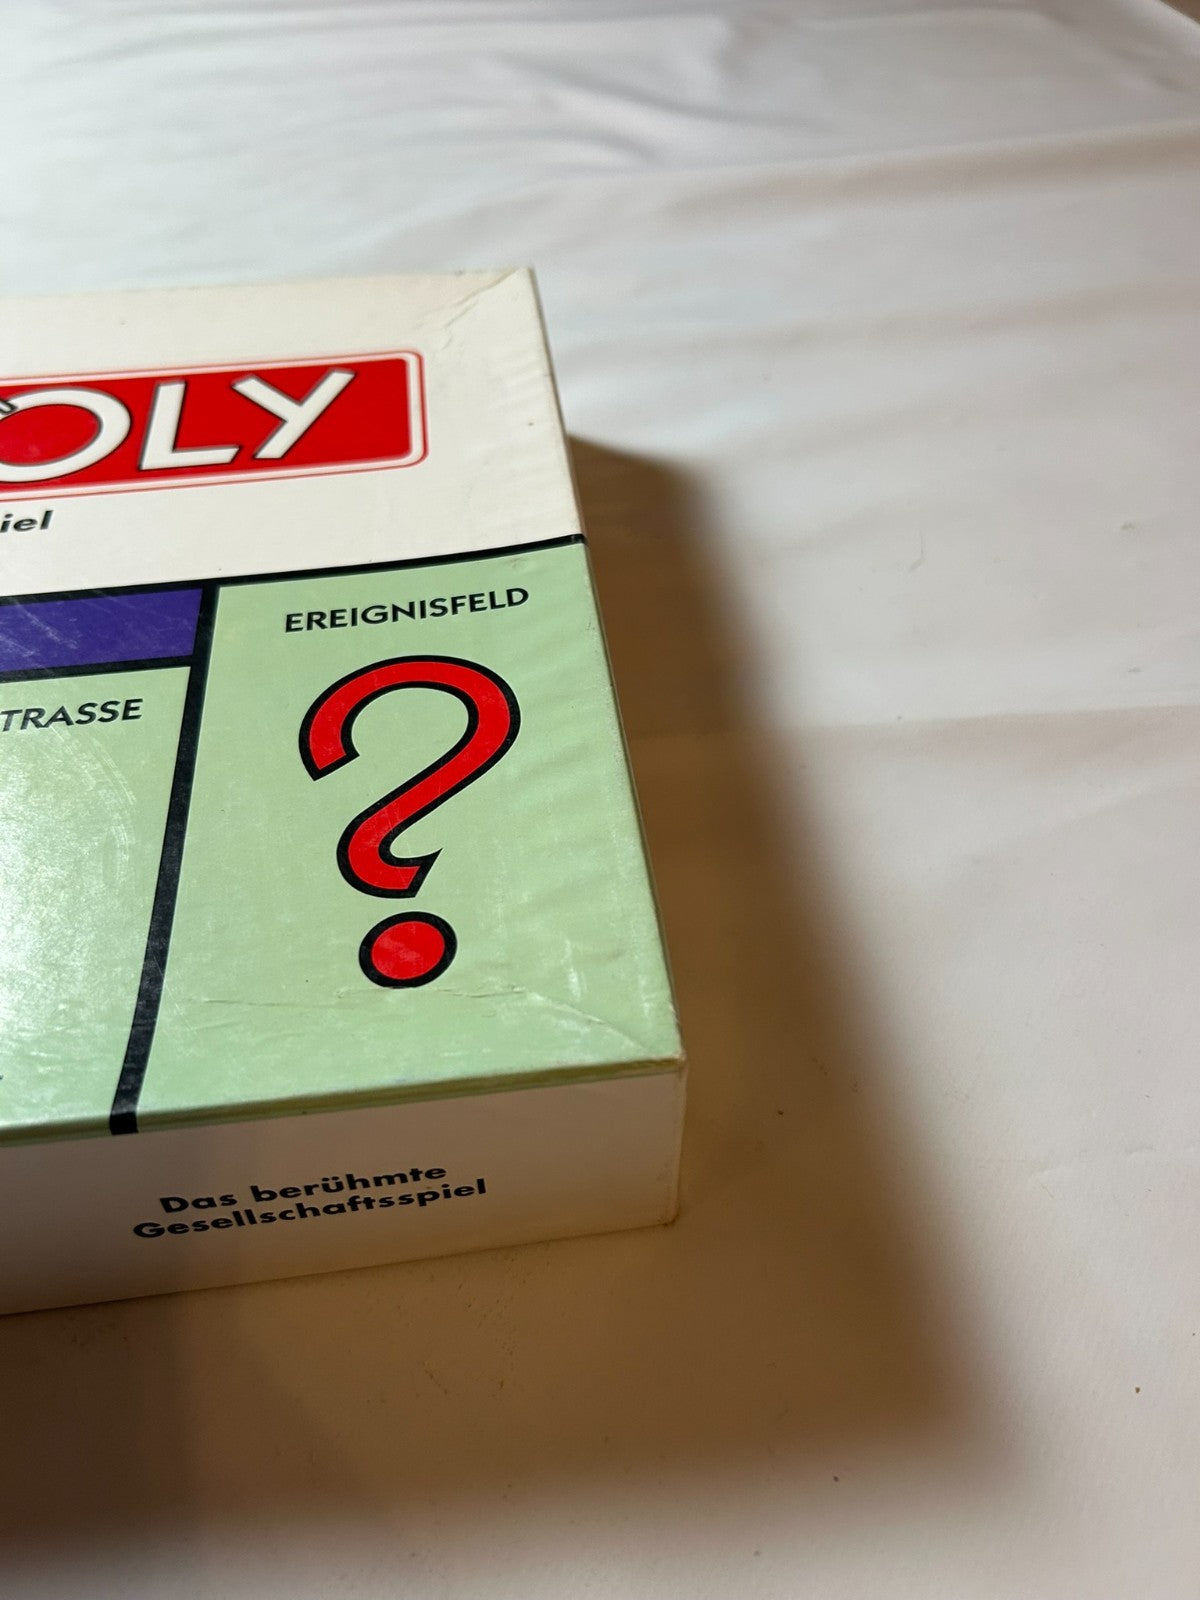 OLY
iel
EREIGNISFELD
TRASSE
?
Das berühmte
Gesellschaftsspiel